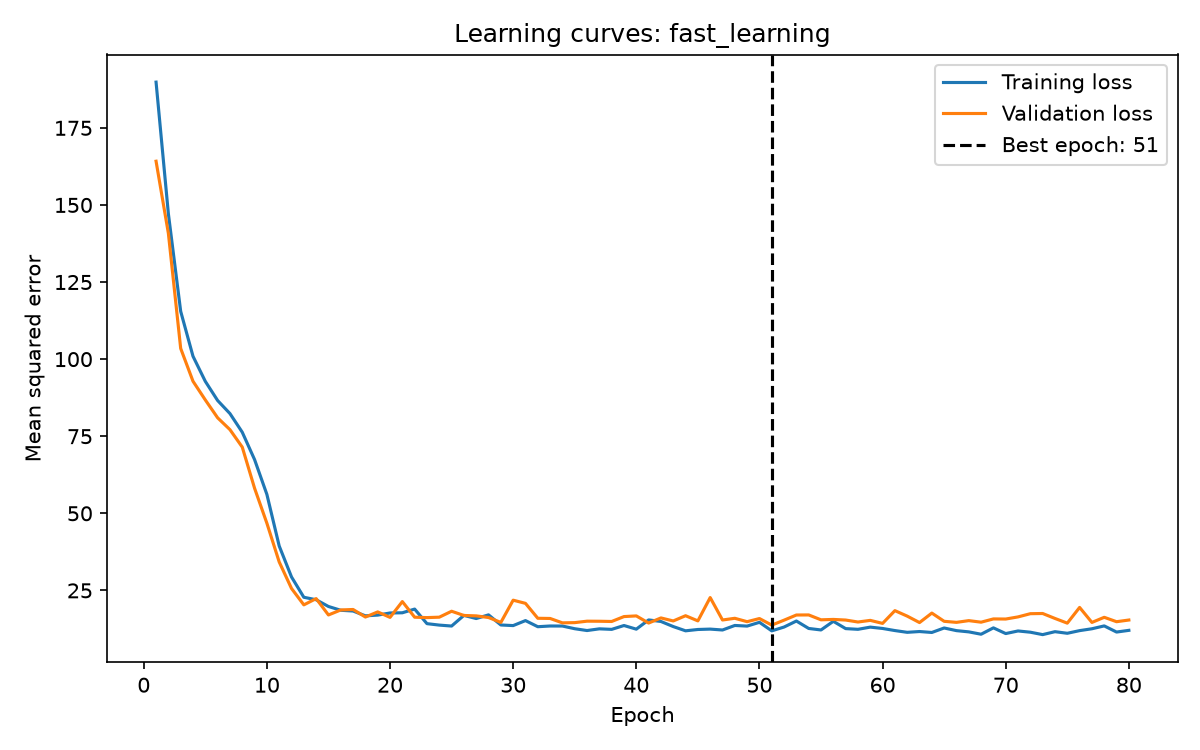 Learning curves: fast_learning
Training loss
Validation loss
Best epoch: 51
Mean squared error
175
150
125
100
75
50
25
0 10 20 30 40 50 60 70 80
Epoch